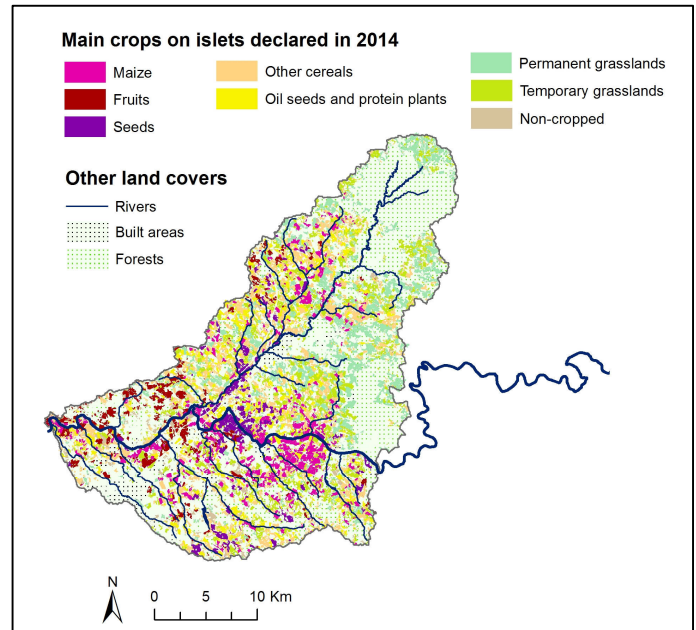 Main crops on islets declared in 2014
Maize
Fruits
Seeds
Other cereals
Oil seeds and protein plants
Permanent grasslands
Temporary grasslands
Non-cropped
Other land covers
Rivers
Built areas
Forests
N
0 5 10 Km